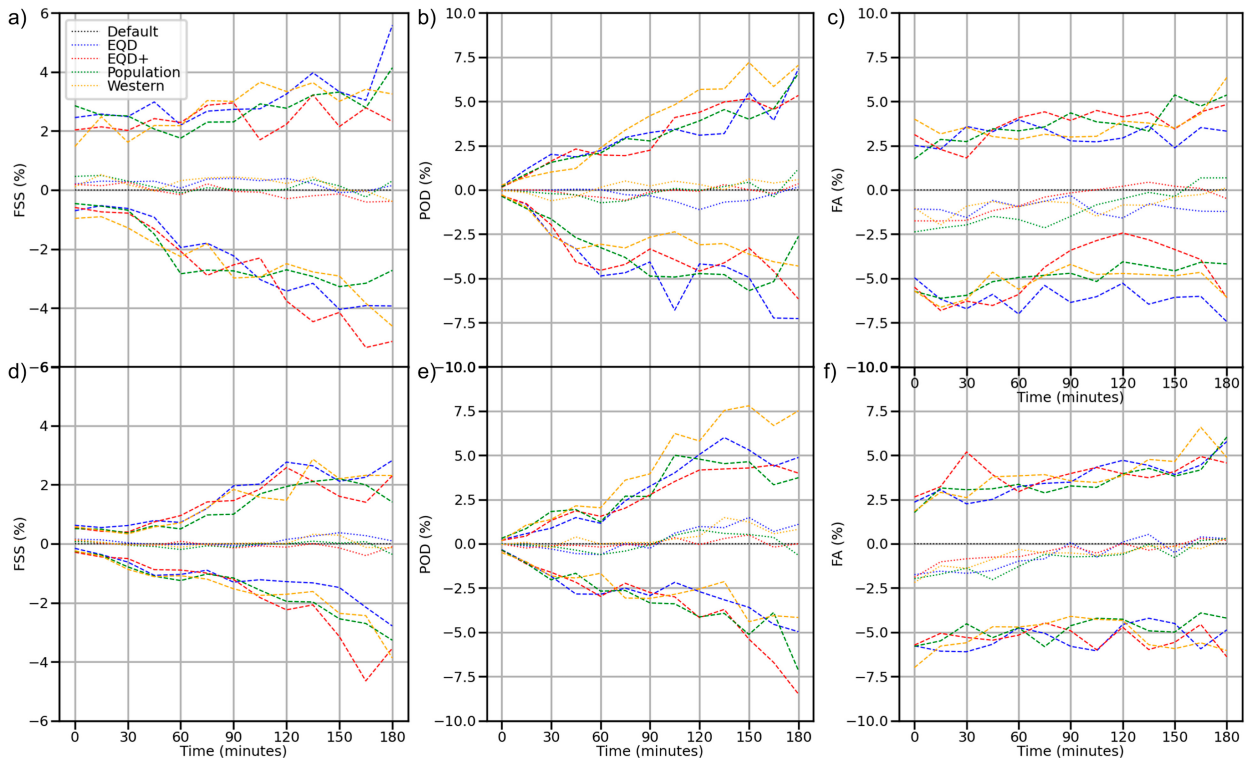 a)
b)
c)
Default
EQD
EQD+
Population
Western
6
4
2
0
−2
−4
−6
FSS (%)
10.0
7.5
5.0
2.5
0.0
−2.5
−5.0
−7.5
−10.0
POD (%)
10.0
7.5
5.0
2.5
0.0
−2.5
−5.0
−7.5
−10.0
FA (%)
0 30 60 90 120 150 180
Time (minutes)
d)
e)
f)
6
4
2
0
−2
−4
−6
FSS (%)
0 30 60 90 120 150 180
Time (minutes)
7.5
5.0
2.5
0.0
−2.5
−5.0
−7.5
−10.0
POD (%)
0 30 60 90 120 150 180
Time (minutes)
7.5
5.0
2.5
0.0
−2.5
−5.0
−7.5
−10.0
FA (%)
0 30 60 90 120 150 180
Time (minutes)